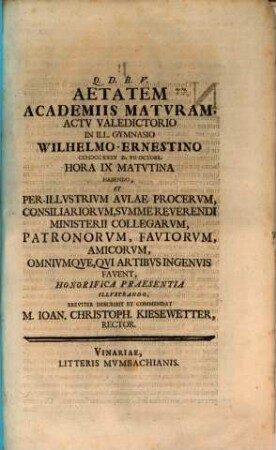 Q. D. B. V.
AETATEM
ACADEMIIS MATVRAM,
ACTV VALEDICTORIO
IN ILL. GYMNASIO
WILHELMO-ERNESTINO
HORA IX MATVTINA
HABENDO,
ET
PER-ILLVSTRIVM AVLAE PROCERVM,
CONSILIARIORVM, SVMME REVERENDI
MINISTERII COLLEGARVM,
PATRONORVM, FAVTORVM,
AMICORVM,
OMNIVMQVE, QVI ARTIBVS INGENVIS
FAVENT,
HONORIFICA PRAESENTIA
ILLVSTRANDO,
BREVITER DESCRIBIT ET COMMENDAT
M. IOAN. CHRISTOPH. KIESEWETTER,
RECTOR.
VINARIAE,
LITTERIS MVMBACHIANIS.